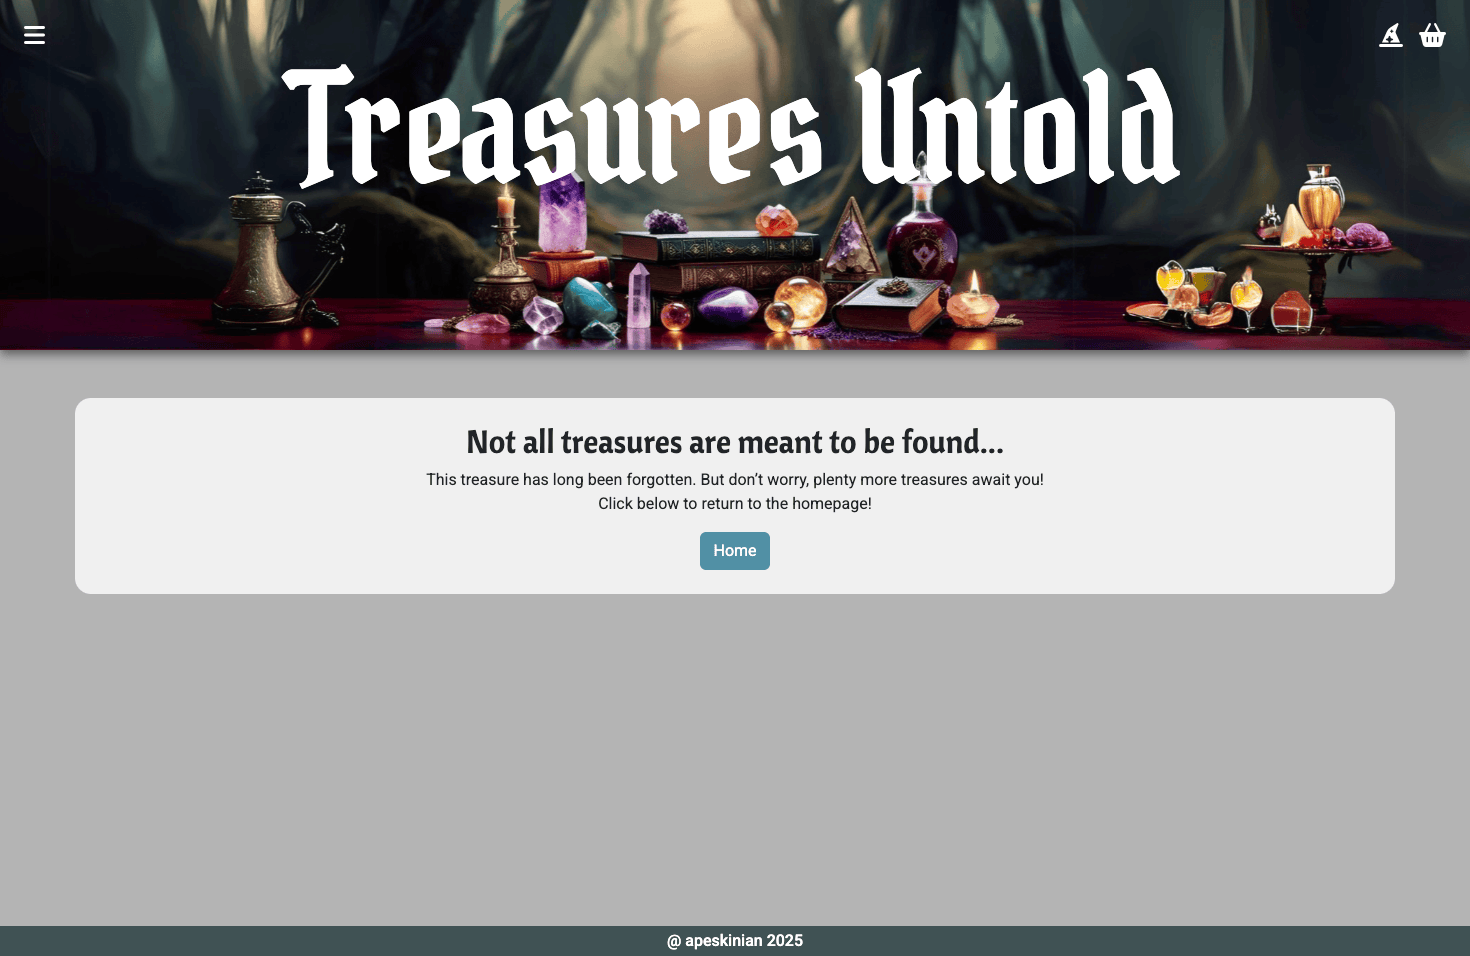 Treasures Untold
Not all treasures are meant to be found...
This treasure has long been forgotten. But don’t worry, plenty more treasures await you!
Click below to return to the homepage!
Home
@ apeskinian 2025